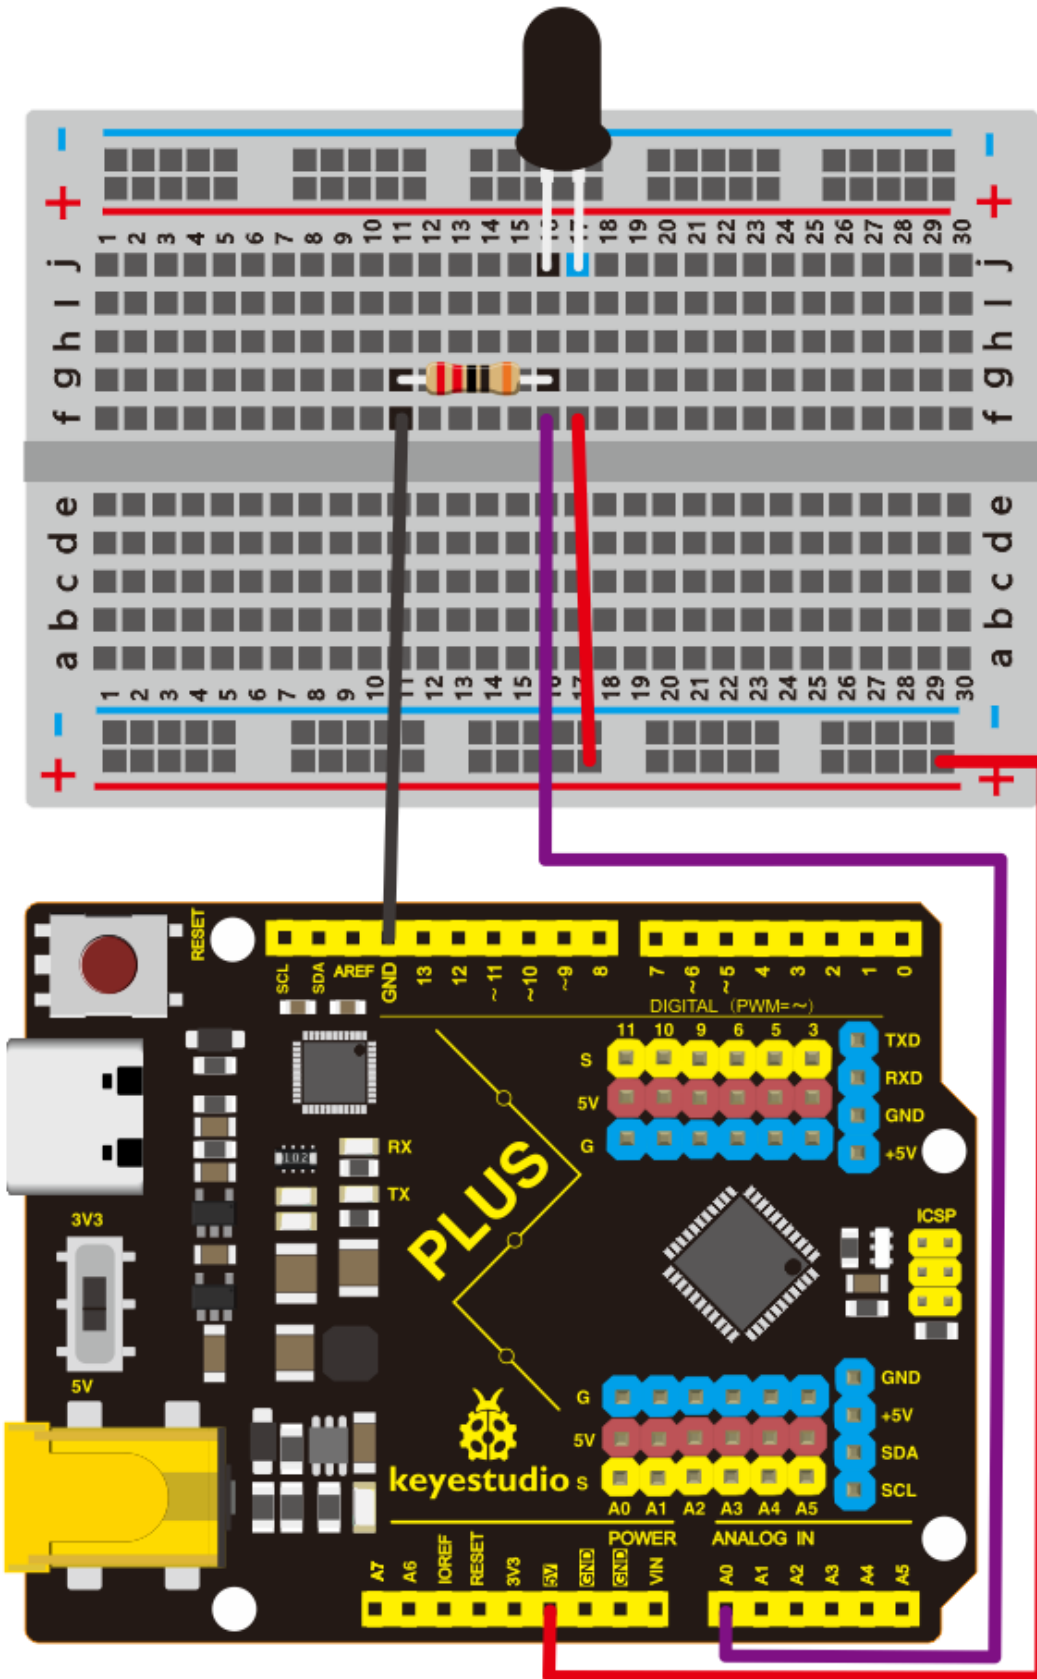 - -
+ +
1 2 3 4 5 6 7 8 9 10 11 12 13 14 15 16 17 18 19 20 21 22 23 24 25 26 27 28 29 30
j j
I I
h h
g g
f f
e e
d d
c c
b b
a a
1 2 3 4 5 6 7 8 9 10 11 12 13 14 15 16 17 18 19 20 21 22 23 24 25 26 27 28 29 30
- -
+ +
RESET
SCL SDA AREF GND 13 12 ~11 ~10 ~9 8 7 ~6 ~5 4 3 2 1 0
DIGITAL (PWM=~)
11 10 9 6 5 3
S
5V
G
TXD
RXD
GND
+5V
102
RX
TX
PLUS
ICSP
3V3
5V
G
5V
S
A0 A1 A2 A3 A4 A5
GND
+5V
SDA
SCL
keyestudio
POWER ANALOG IN
A7 A6 IOREF RESET 3V3 5V GND GND VIN A0 A1 A2 A3 A4 A5